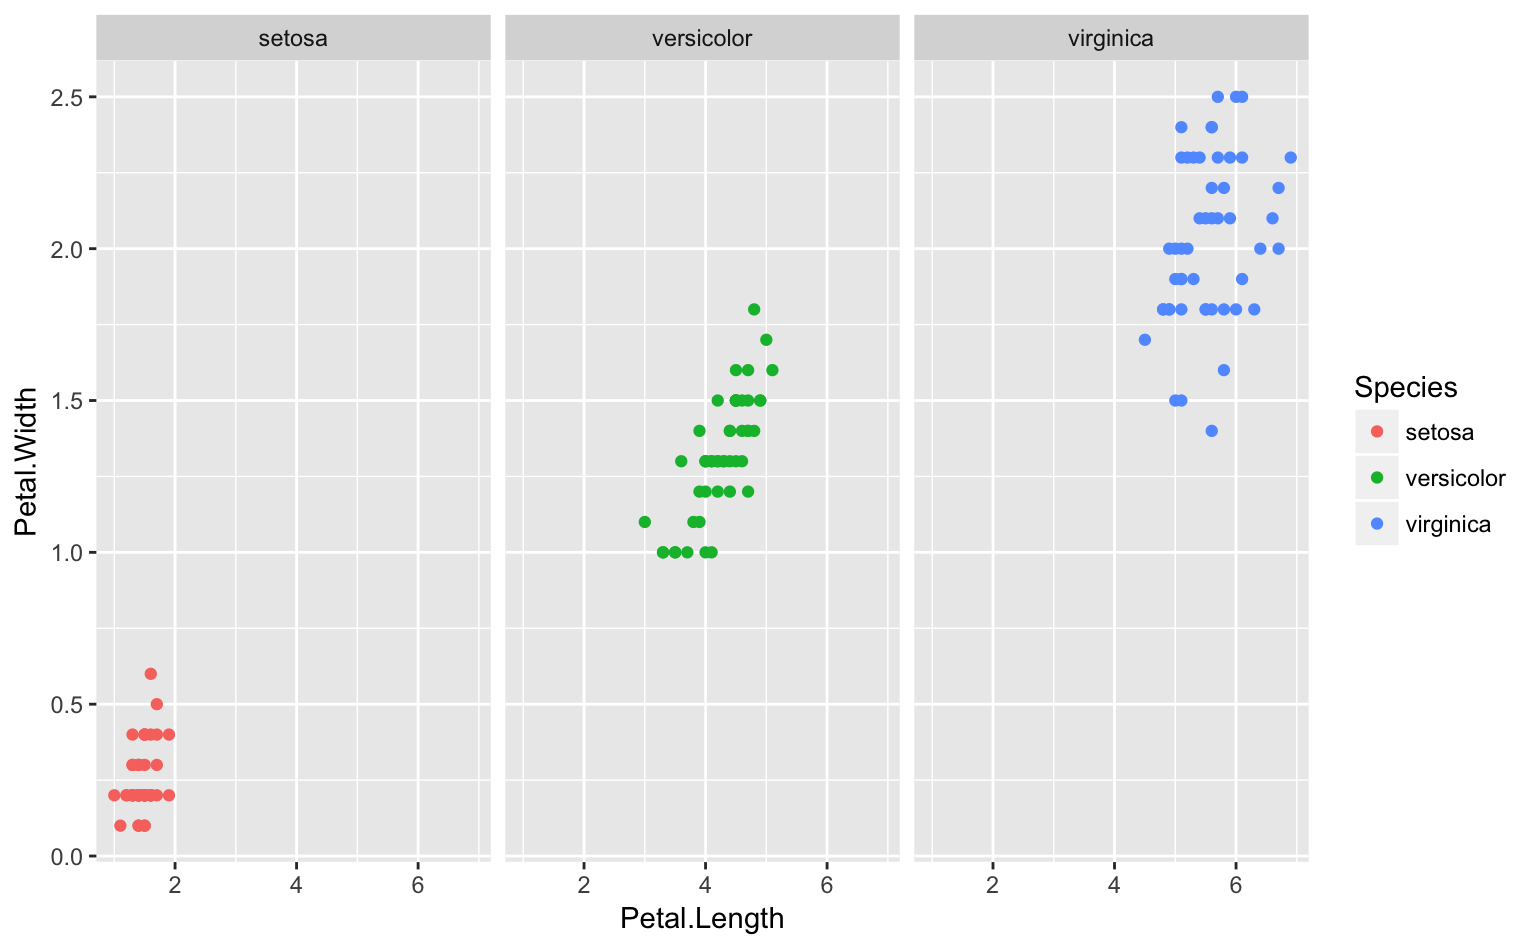 setosa
versicolor
virginica
2.5
2.0
1.5
1.0
0.5
0.0
Petal.Width
2 4 6
2 4 6
2 4 6
Petal.Length
Species
setosa
versicolor
virginica